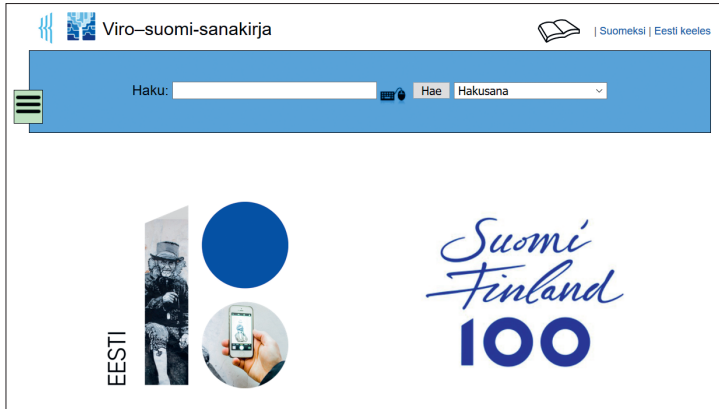 Viro–suomi-sanakirja
| Suomeksi | Eesti keeles
Haku: Hae Hakusana
EESTI
Suomi
Finland
100